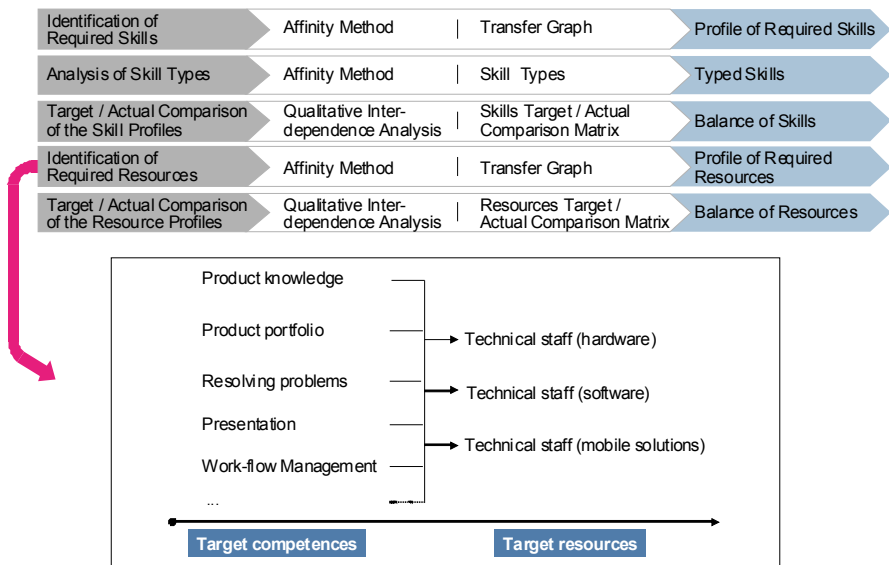 Identification of
Required Skills
Affinity Method
Transfer Graph
Profile of Required Skills
Analysis of Skill Types
Affinity Method
Skill Types
Typed Skills
Target / Actual Comparison
of the Skill Profiles
Qualitative Inter-
dependence Analysis
Skills Target / Actual
Comparison Matrix
Balance of Skills
Identification of
Required Resources
Affinity Method
Transfer Graph
Profile of Required
Resources
Target / Actual Comparison
of the Resource Profiles
Qualitative Inter-
dependence Analysis
Resources Target /
Actual Comparison Matrix
Balance of Resources
Product knowledge
Product portfolio
Technical staff (hardware)
Resolving problems
Technical staff (software)
Presentation
Technical staff (mobile solutions)
Work-flow Management
...
Target competences
Target resources